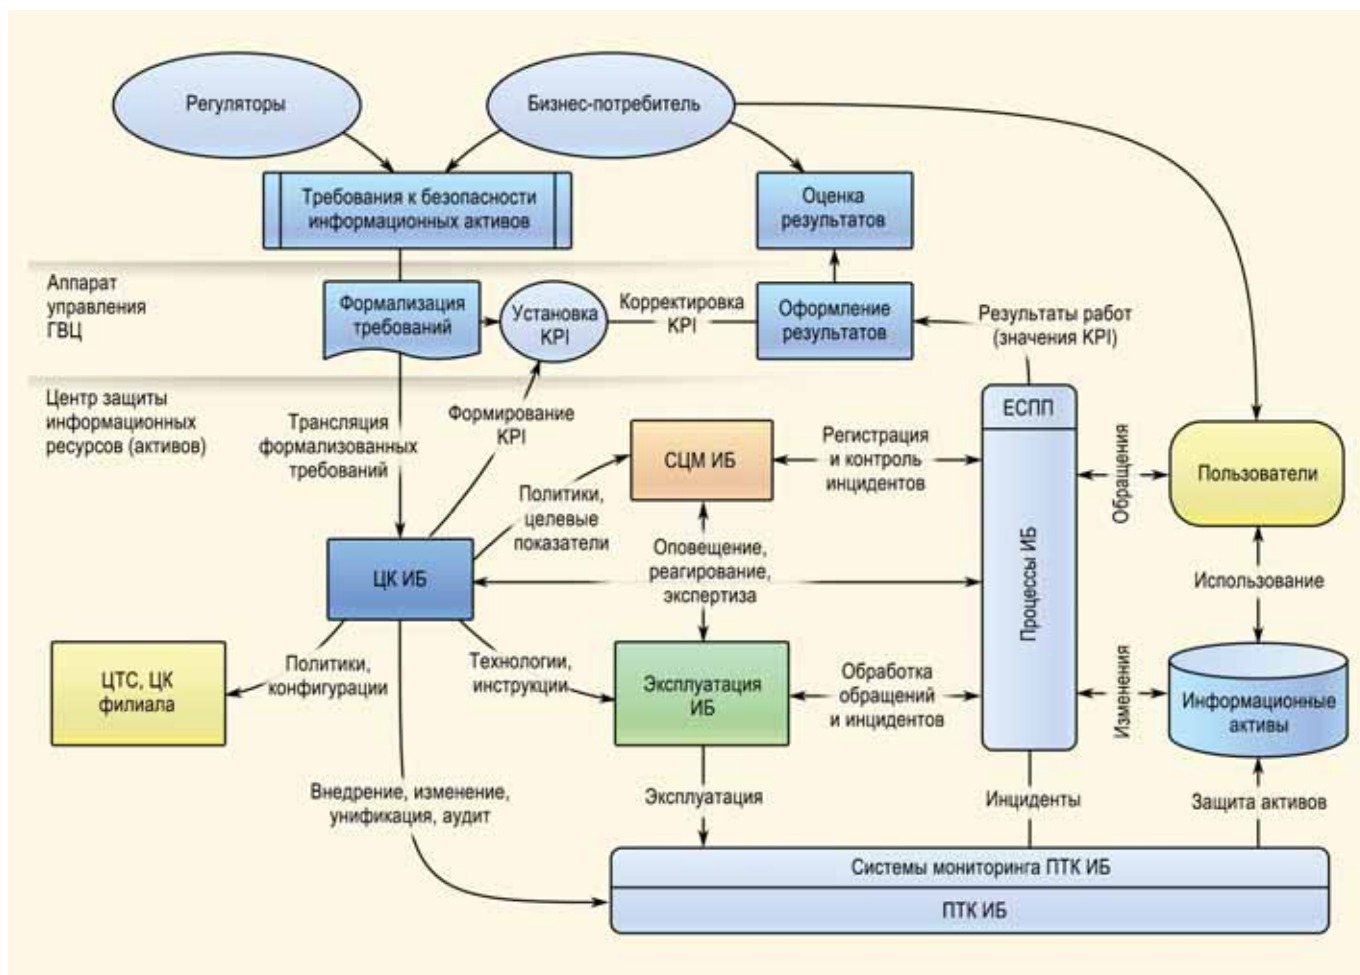 Регуляторы
Бизнес-потребитель
Требования к безопасности
информационных активов
Оценка
результатов
Аппарат
управления
ГВЦ
Формализация
требований
Установка
KPI
Корректировка
KPI
Оформление
результатов
Результаты работ
(значения KPI)
Центр защиты
информационных
ресурсов (активов)
Трансляция
формализованных
требований
Формирование
KPI
СЦМ ИБ
Регистрация
и контроль
инцидентов
ЕСПП
Процессы ИБ
Обращения
Пользователи
Политики,
целевые
показатели
ЦК ИБ
Оповещение,
реагирование,
экспертиза
Использование
ЦТС, ЦК
филиала
Политики,
конфигурации
Технологии,
инструкции
Эксплуатация
ИБ
Обработка
обращений
и инцидентов
Изменения
Информационные
активы
Внедрение, изменение,
унификация, аудит
Эксплуатация
Инциденты
Защита активов
Системы мониторинга ПТК ИБ
ПТК ИБ